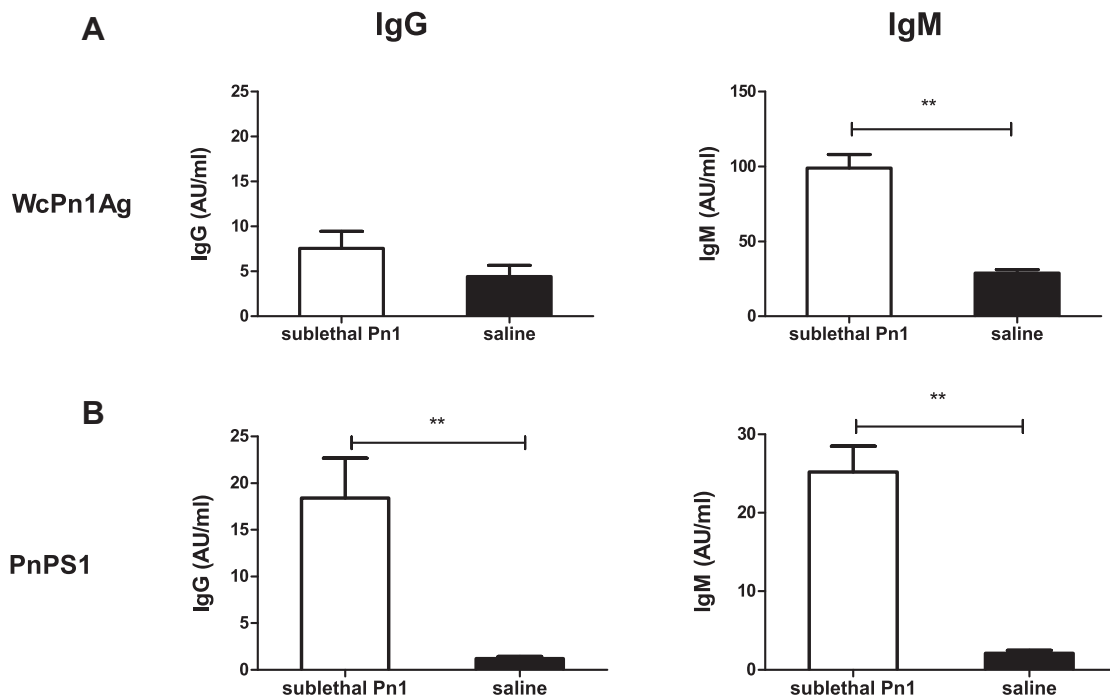 A
IgG
IgM
WcPn1Ag
IgG (AU/ml)
25
20
15
10
5
0
sublethal Pn1
saline
IgM (AU/ml)
150
100
50
0
**
sublethal Pn1
saline
B
PnPS1
IgG (AU/ml)
25
20
15
10
5
0
**
sublethal Pn1
saline
IgM (AU/ml)
30
20
10
0
**
sublethal Pn1
saline